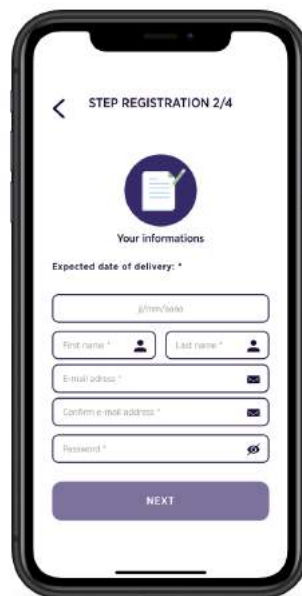 STEP REGISTRATION 2/4
Your informations
Expected date of delivery: *
jj/mm/aaaa
First name * Last name *
E-mail adress *
Confirm e-mail address *
Password *
NEXT